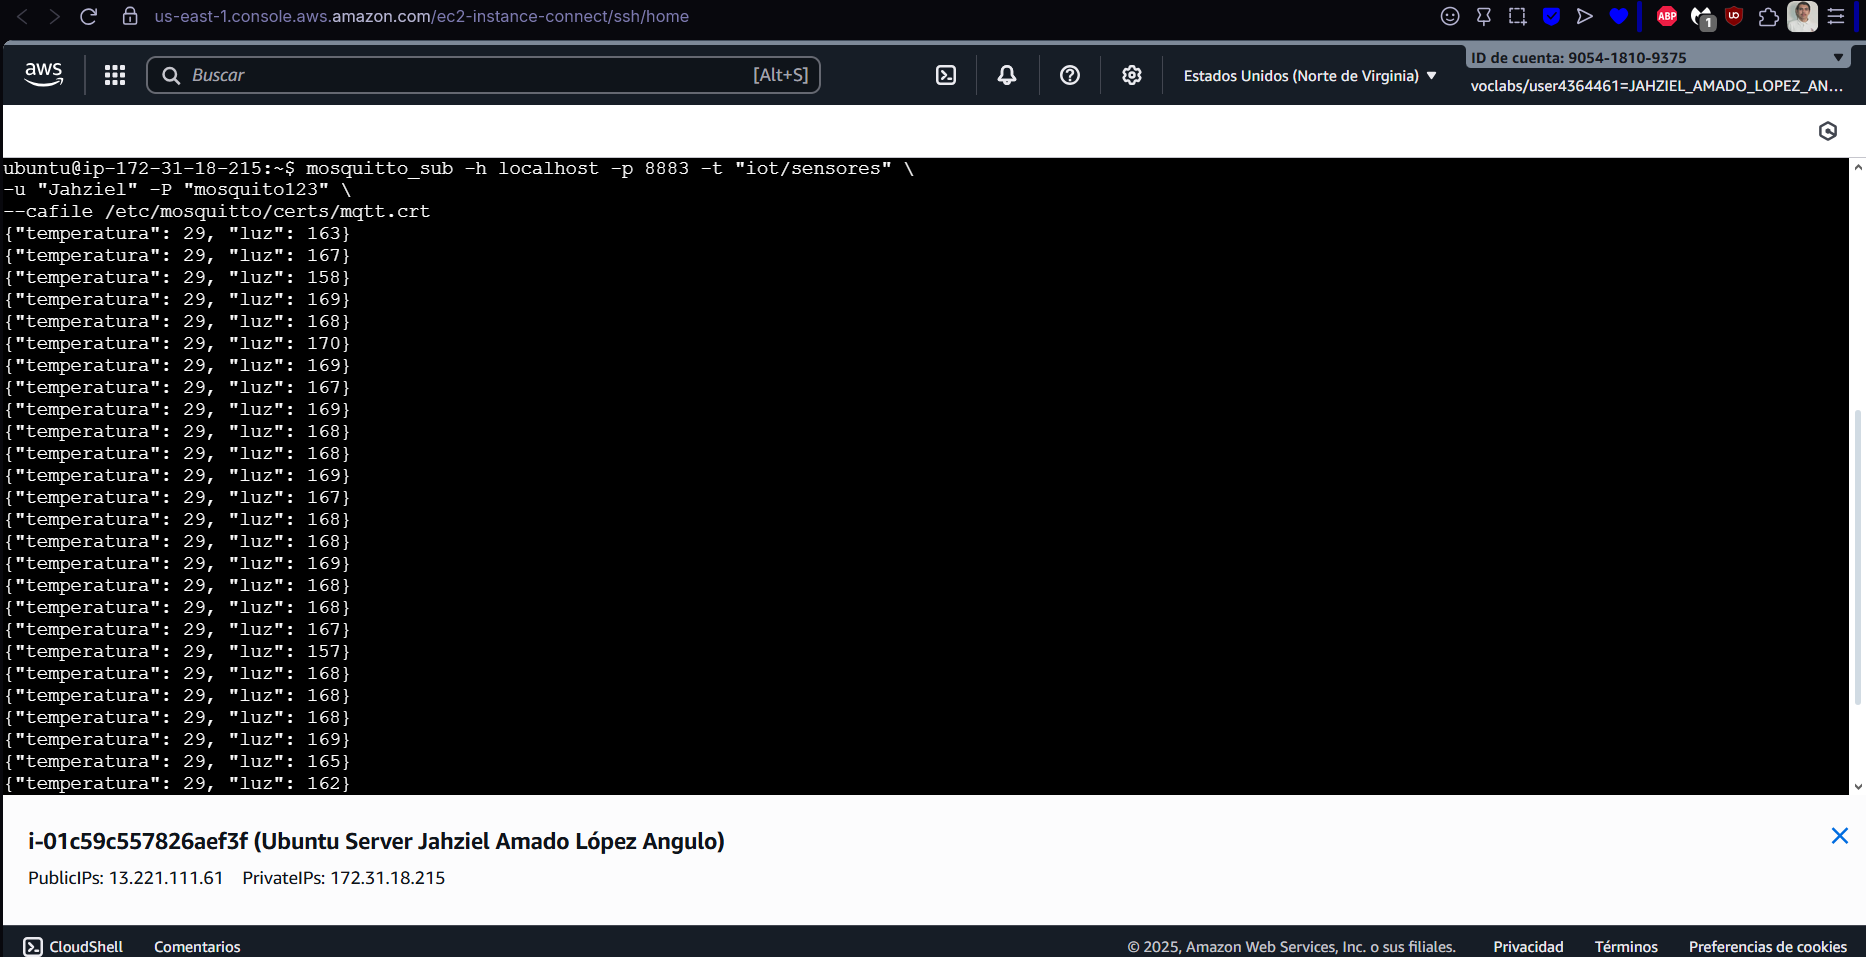 us-east-1.console.aws.amazon.com/ec2-instance-connect/ssh/home
ABP
1
aws
Buscar
[Alt+S]
Estados Unidos (Norte de Virginia)
ID de cuenta: 9054-1810-9375
voclabs/user4364461=JAHZIEL_AMADO_LOPEZ_AN...
ubuntu@ip-172-31-18-215:~$ mosquitto_sub -h localhost -p 8883 -t "iot/sensores" \
-u "Jahziel" -P "mosquito123" \
--cafile /etc/mosquitto/certs/mqtt.crt
{"temperatura": 29, "luz": 163}
{"temperatura": 29, "luz": 167}
{"temperatura": 29, "luz": 158}
{"temperatura": 29, "luz": 169}
{"temperatura": 29, "luz": 168}
{"temperatura": 29, "luz": 170}
{"temperatura": 29, "luz": 169}
{"temperatura": 29, "luz": 167}
{"temperatura": 29, "luz": 169}
{"temperatura": 29, "luz": 168}
{"temperatura": 29, "luz": 168}
{"temperatura": 29, "luz": 169}
{"temperatura": 29, "luz": 167}
{"temperatura": 29, "luz": 168}
{"temperatura": 29, "luz": 168}
{"temperatura": 29, "luz": 169}
{"temperatura": 29, "luz": 168}
{"temperatura": 29, "luz": 168}
{"temperatura": 29, "luz": 167}
{"temperatura": 29, "luz": 157}
{"temperatura": 29, "luz": 168}
{"temperatura": 29, "luz": 168}
{"temperatura": 29, "luz": 168}
{"temperatura": 29, "luz": 169}
{"temperatura": 29, "luz": 165}
{"temperatura": 29, "luz": 162}
i-01c59c557826aef3f (Ubuntu Server Jahziel Amado López Angulo)
PublicIPs: 13.221.111.61 PrivateIPs: 172.31.18.215
CloudShell
Comentarios
© 2025, Amazon Web Services, Inc. o sus filiales.
Privacidad
Términos
Preferencias de cookies